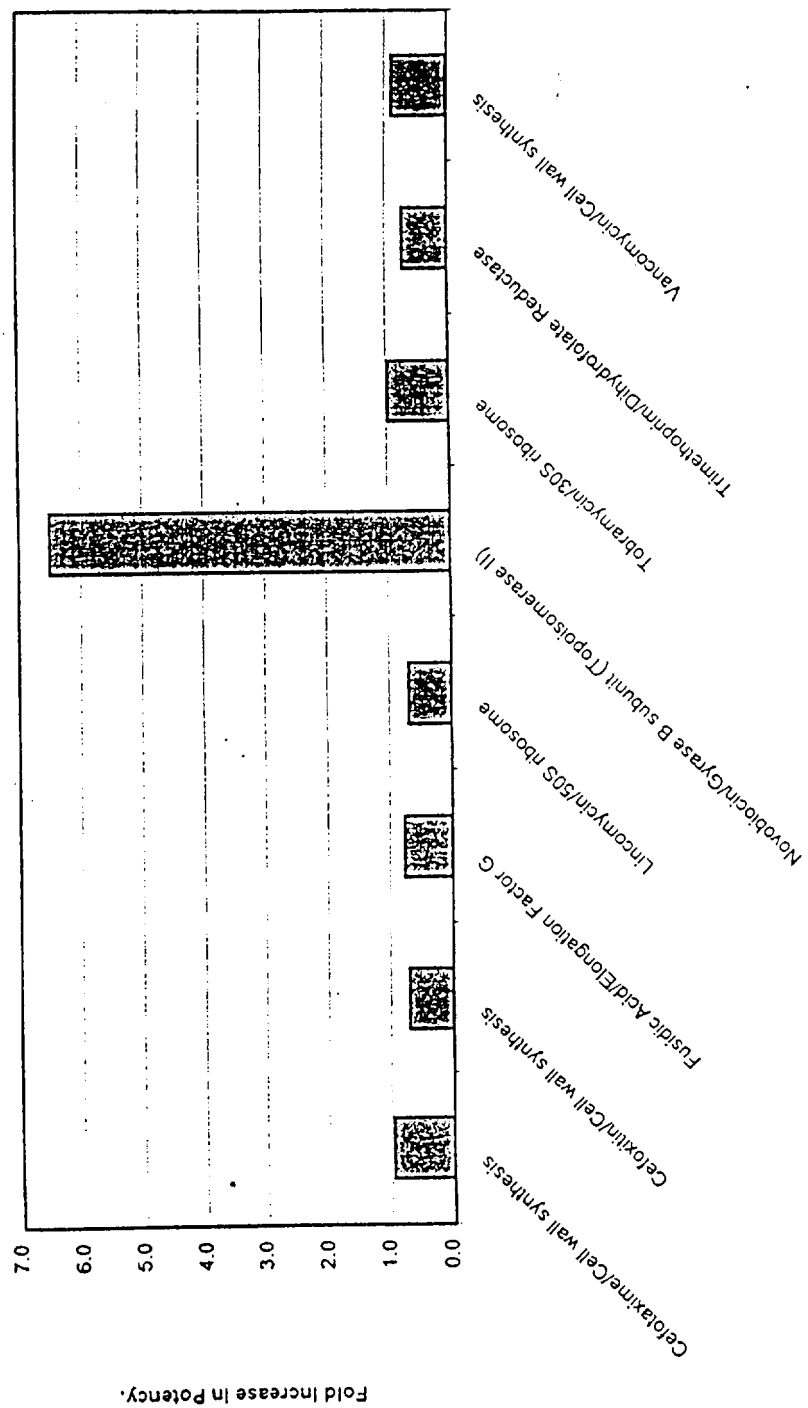 Fold Increase In Potency.
7.0
6.0
5.0
4.0
3.0
2.0
1.0
0.0
Cefotaxime/Cell wall synthesis
Cefoxitin/Cell wall synthesis
Fusidic Acid/Elongation Factor G
Lincomycin/50S ribosome
Novobiocin/Gyrase B subunit (Topoisomerase II)
Tobramycin/30S ribosome
Trimethoprim/Dihydrofolate Reductase
Vancomycin/Cell wall synthesis